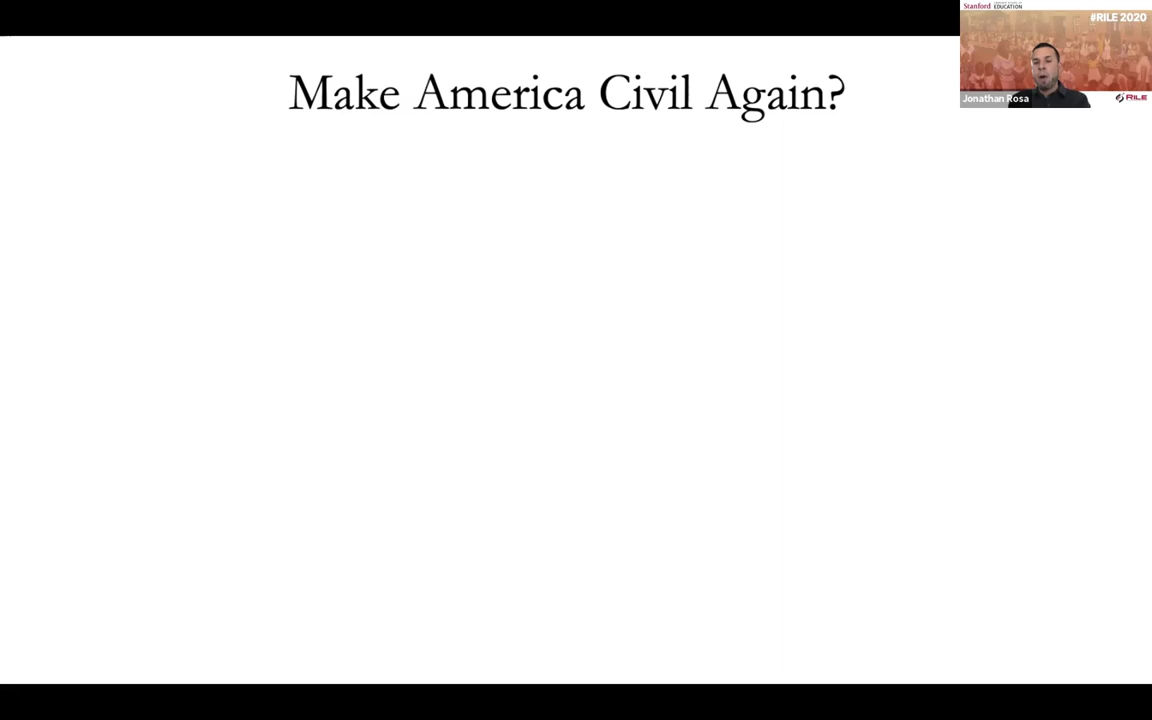 Make America Civil Again?
Stanford
EDUCATION
#RILE 2020
Jonathan Rosa
RILE